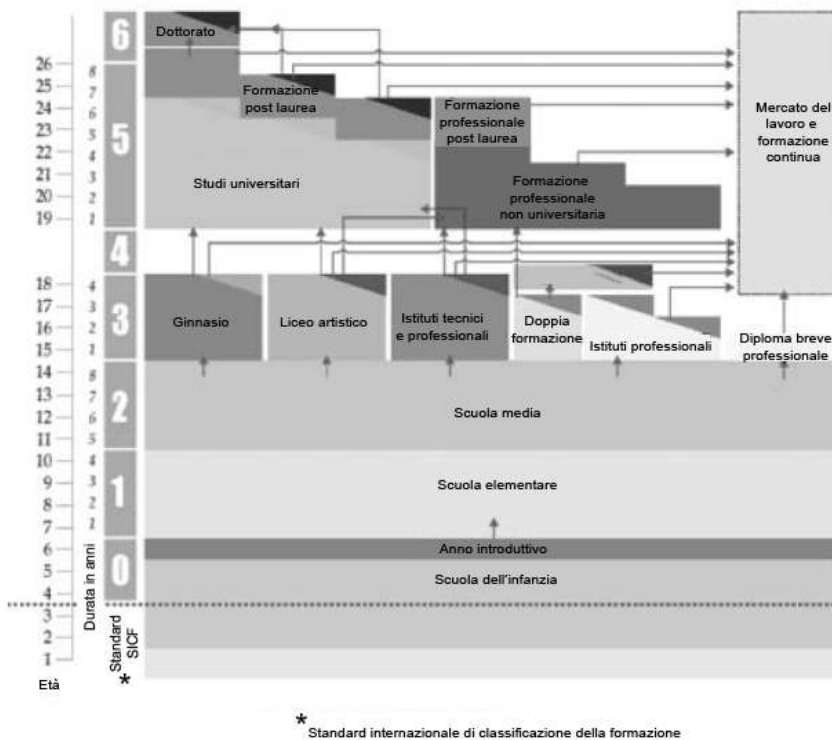 6
Dottorato
26
25
24
23
22
21
20
19
8
7
6
5
4
3
2
1
5
Formazione
post laurea
Formazione
professionale
post laurea
Mercato del
lavoro e
formazione
continua
Studi universitari
Formazione
professionale
non universitaria
4
18
17
16
15
4
3
2
1
3
Ginnasio
Liceo artistico
Istituti tecnici
e professionali
Doppia
formazione
Istituti professionali
Diploma breve
professionale
14
13
12
11
8
7
6
5
2
Scuola media
10
9
8
7
4
3
2
1
1
Scuola elementare
6
5
4
0
Anno introduttivo
Scuola dell'infanzia
3
2
1
Età
Durata in anni
Standard
SICF
*
* Standard internazionale di classificazione della formazione